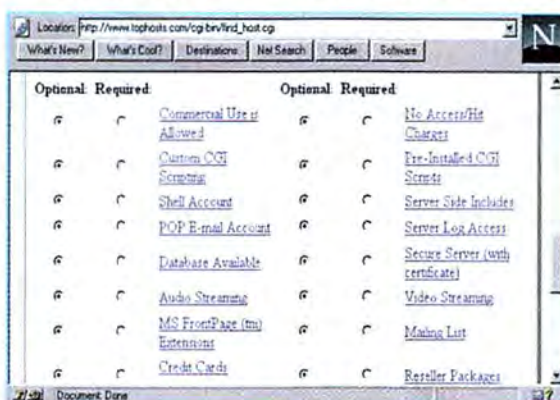 Location: http://www.tophosts.com/cgi-bin/find_host.cgi
N
What's New? What's Cool? Destinations Net Search People Software
Optional: Required: Optional: Required:
Commercial Use is Allowed
No Access/Hit Charges
Custom CGI Scripting
Pre-Installed CGI Scripts
Shell Account
Server Side Includes
POP E-mail Account
Server Log Access
Database Available
Secure Server (with certificate)
Audio Streaming
Video Streaming
MS FrontPage (tm) Extensions
Mailing List
Credit Cards
Reseller Packages
Document: Done